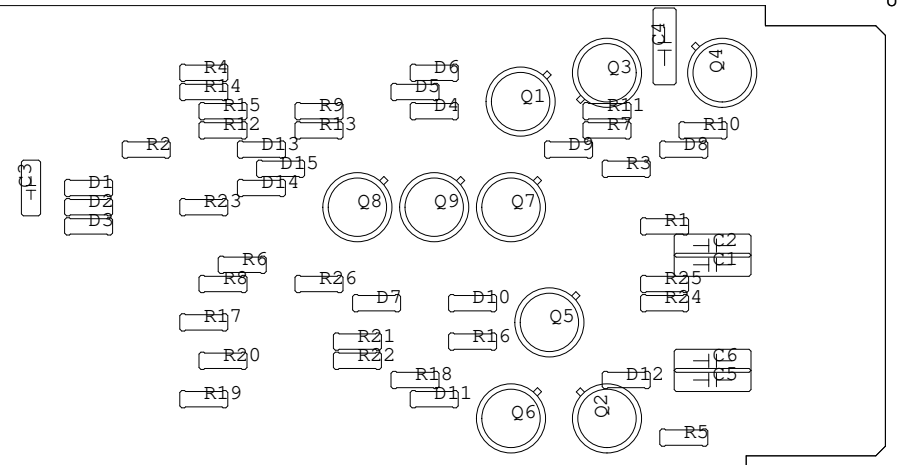 C4
R4 D6 Q3 Q4
R14 D5 Q1
R15 R9 D4 R11
R12 R13 R7 R10
R2 D13 D9 D8
C3 D15 R3
D1 D14
D2 R23 Q8 Q9 Q7
D3 R1
C2
R6 C1
R8 R26 R25
D7 D10 R24
R17 Q5
R21 R16
R20 R22 C6
R18 D12 C5
R19 D11 Q2
Q6
R5